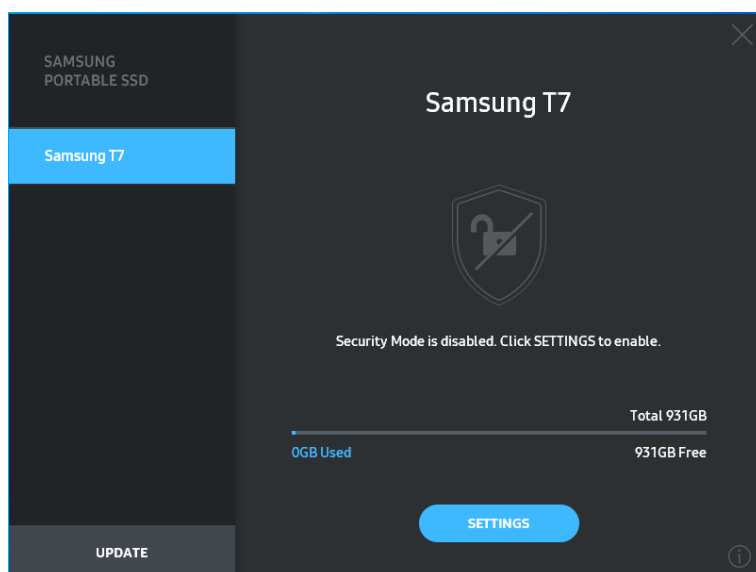 SAMSUNG
PORTABLE SSD
Samsung T7
Samsung T7
Security Mode is disabled. Click SETTINGS to enable.
Total 931GB
0GB Used
931GB Free
SETTINGS
UPDATE